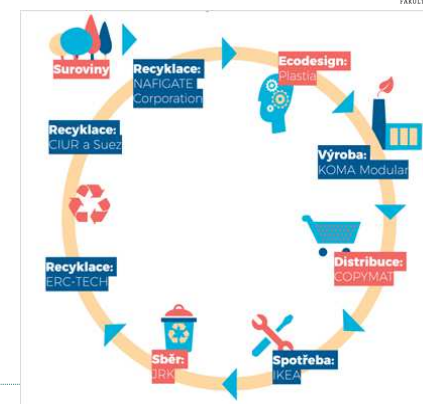 FAKULT
Suroviny
Recyklace:
NAFIGATE
Corporation
Ecodesign:
Plastia
Výroba:
KOMA Modular
Distribuce:
COPYMAT
Spotřeba:
IKEA
Sběr:
JRK
Recyklace:
ERC-TECH
Recyklace:
CIUR a Suez